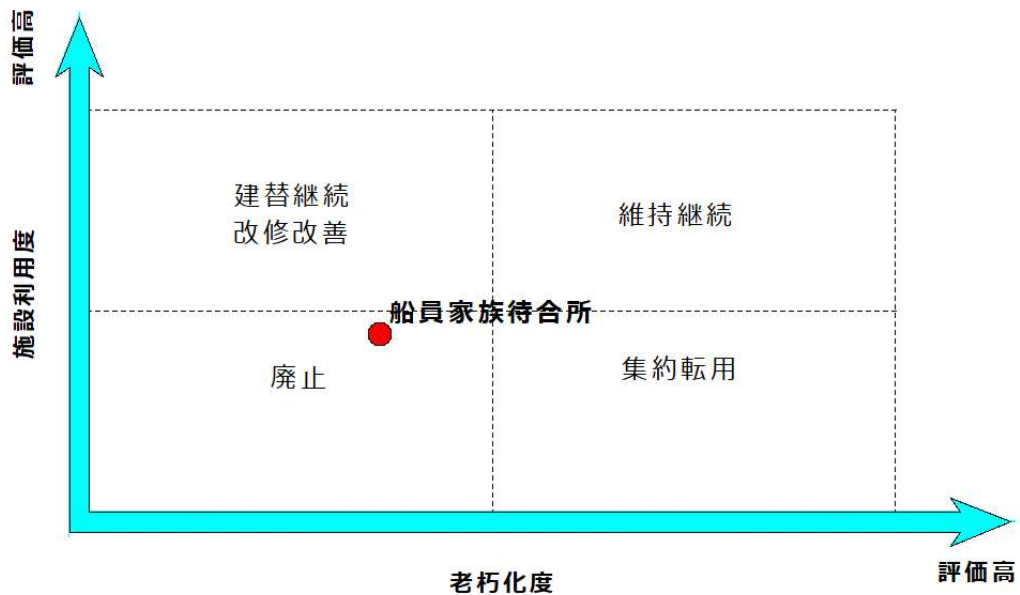 評価高
建替継続
改修改善
維持継続
施設利用度
船員家族待合所
廃止
集約転用
老朽化度
評価高